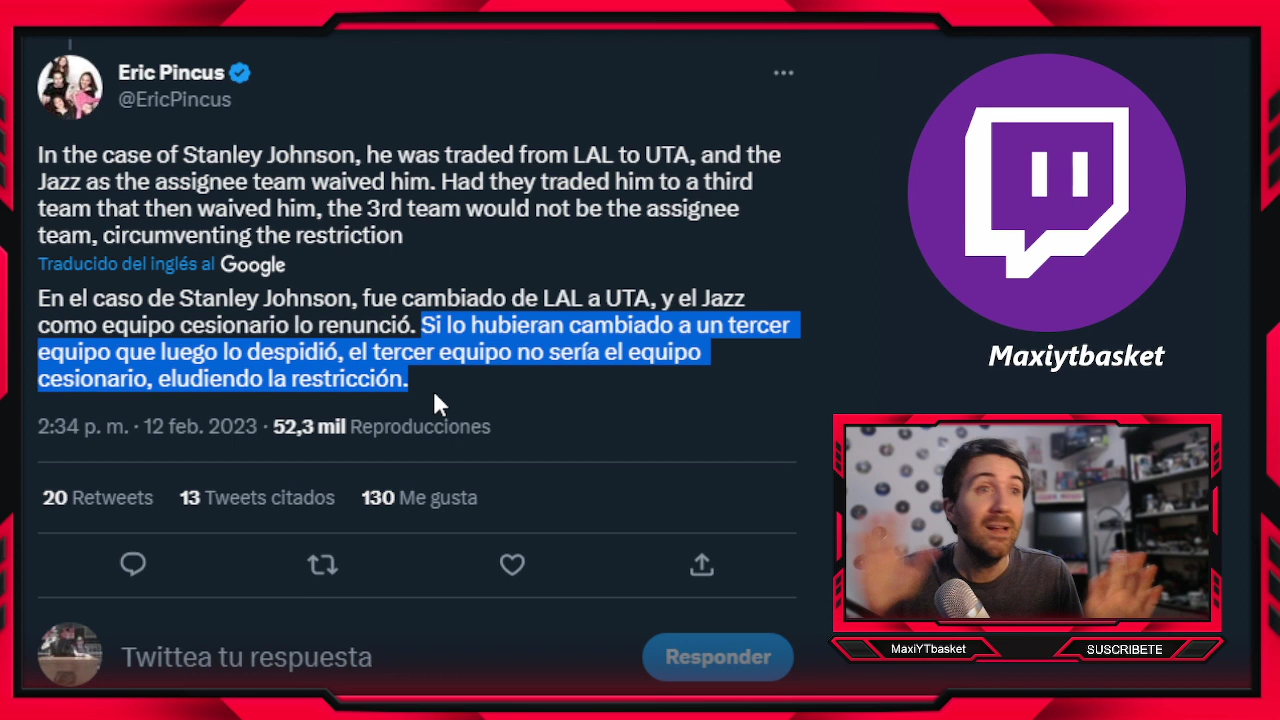 Eric Pincus
@EricPincus
In the case of Stanley Johnson, he was traded from LAL to UTA, and the
Jazz as the assignee team waived him. Had they traded him to a third
team that then waived him, the 3rd team would not be the assignee
team, circumventing the restriction
Traducido del inglés al Google
En el caso de Stanley Johnson, fue cambiado de LAL a UTA, y el Jazz
como equipo cesionario lo renunció. Si lo hubieran cambiado a un tercer
equipo que luego lo despidió, el tercer equipo no sería el equipo
cesionario, eludiendo la restricción.
2:34 p. m. · 12 feb. 2023 · 52,3 mil Reproducciones
20 Retweets 13 Tweets citados 130 Me gusta
Twittea tu respuesta
Responder
Maxiytbasket
MaxiYTbasket
SUSCRIBETE